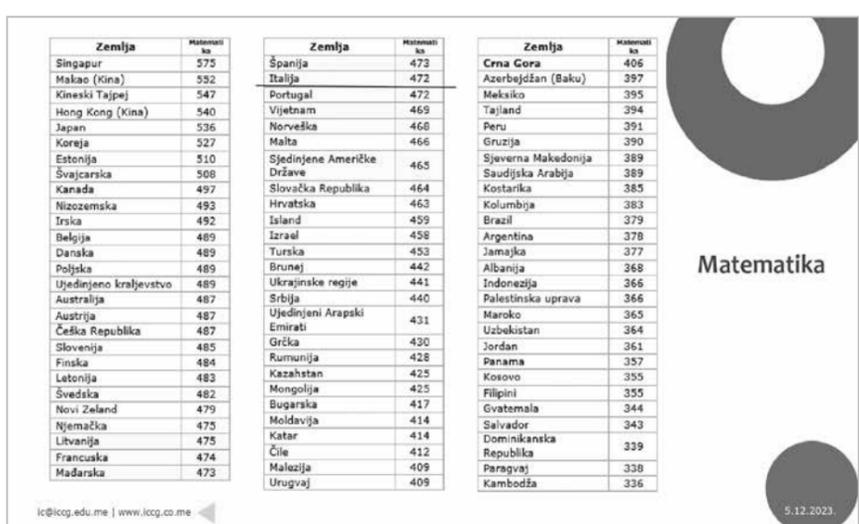 Zemlja Matemati ka
Singapur 575
Makao (Kina) 552
Kineski Tajpej 547
Hong Kong (Kina) 540
Japan 536
Koreja 527
Estonija 510
Švajcarska 508
Kanada 497
Nizozemska 493
Irska 492
Belgija 489
Danska 489
Poljska 489
Ujedinjeno kraljevstvo 489
Australija 487
Austrija 487
Češka Republika 487
Slovenija 485
Finska 484
Letonija 483
Švedska 482
Novi Zeland 479
Njemačka 475
Litvanija 475
Francuska 474
Mađarska 473
Zemlja Matemati ka
Španija 473
Italija 472
Portugal 472
Vijetnam 469
Norveška 468
Malta 466
Sjedinjene Američke
Države 465
Slovačka Republika 464
Hrvatska 463
Island 459
Izrael 458
Turska 453
Brunej 442
Ukrajinske regije 441
Srbija 440
Ujedinjeni Arapski
Emirati 431
Grčka 430
Rumunija 428
Kazahstan 425
Mongolija 425
Bugarska 417
Moldavija 414
Katar 414
Čile 412
Malezija 409
Urugvaj 409
Zemlja Matemati ka
Crna Gora 406
Azerbejdžan (Baku) 397
Meksiko 395
Tajland 394
Peru 391
Gruzija 390
Sjeverna Makedonija 389
Saudijska Arabija 389
Kostarika 385
Kolumbija 383
Brazil 379
Argentina 378
Jamajka 377
Albanija 368
Indonezija 366
Palestinska uprava 366
Maroko 365
Uzbekistan 364
Jordan 361
Panama 357
Kosovo 355
Filipini 355
Gvatemala 344
Salvador 343
Dominikanska
Republika 339
Paragvaj 338
Kambodža 336
Matematika
ic@iccg.edu.me | www.iccg.co.me
5.12.2023.